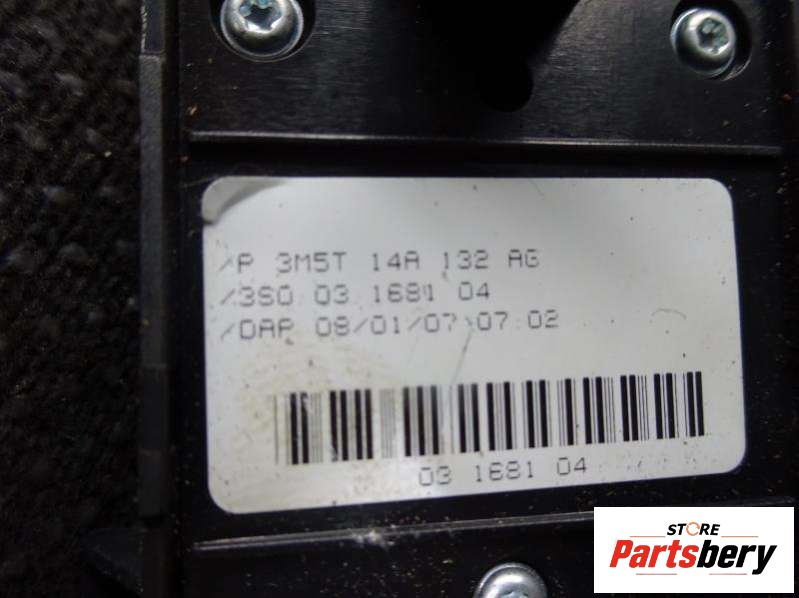 /P 3M5T 14A 132 AG
/3S0 03 1681 04
/DAP 08/01/07 07 02
03 1681 04
STORE
Partsbery